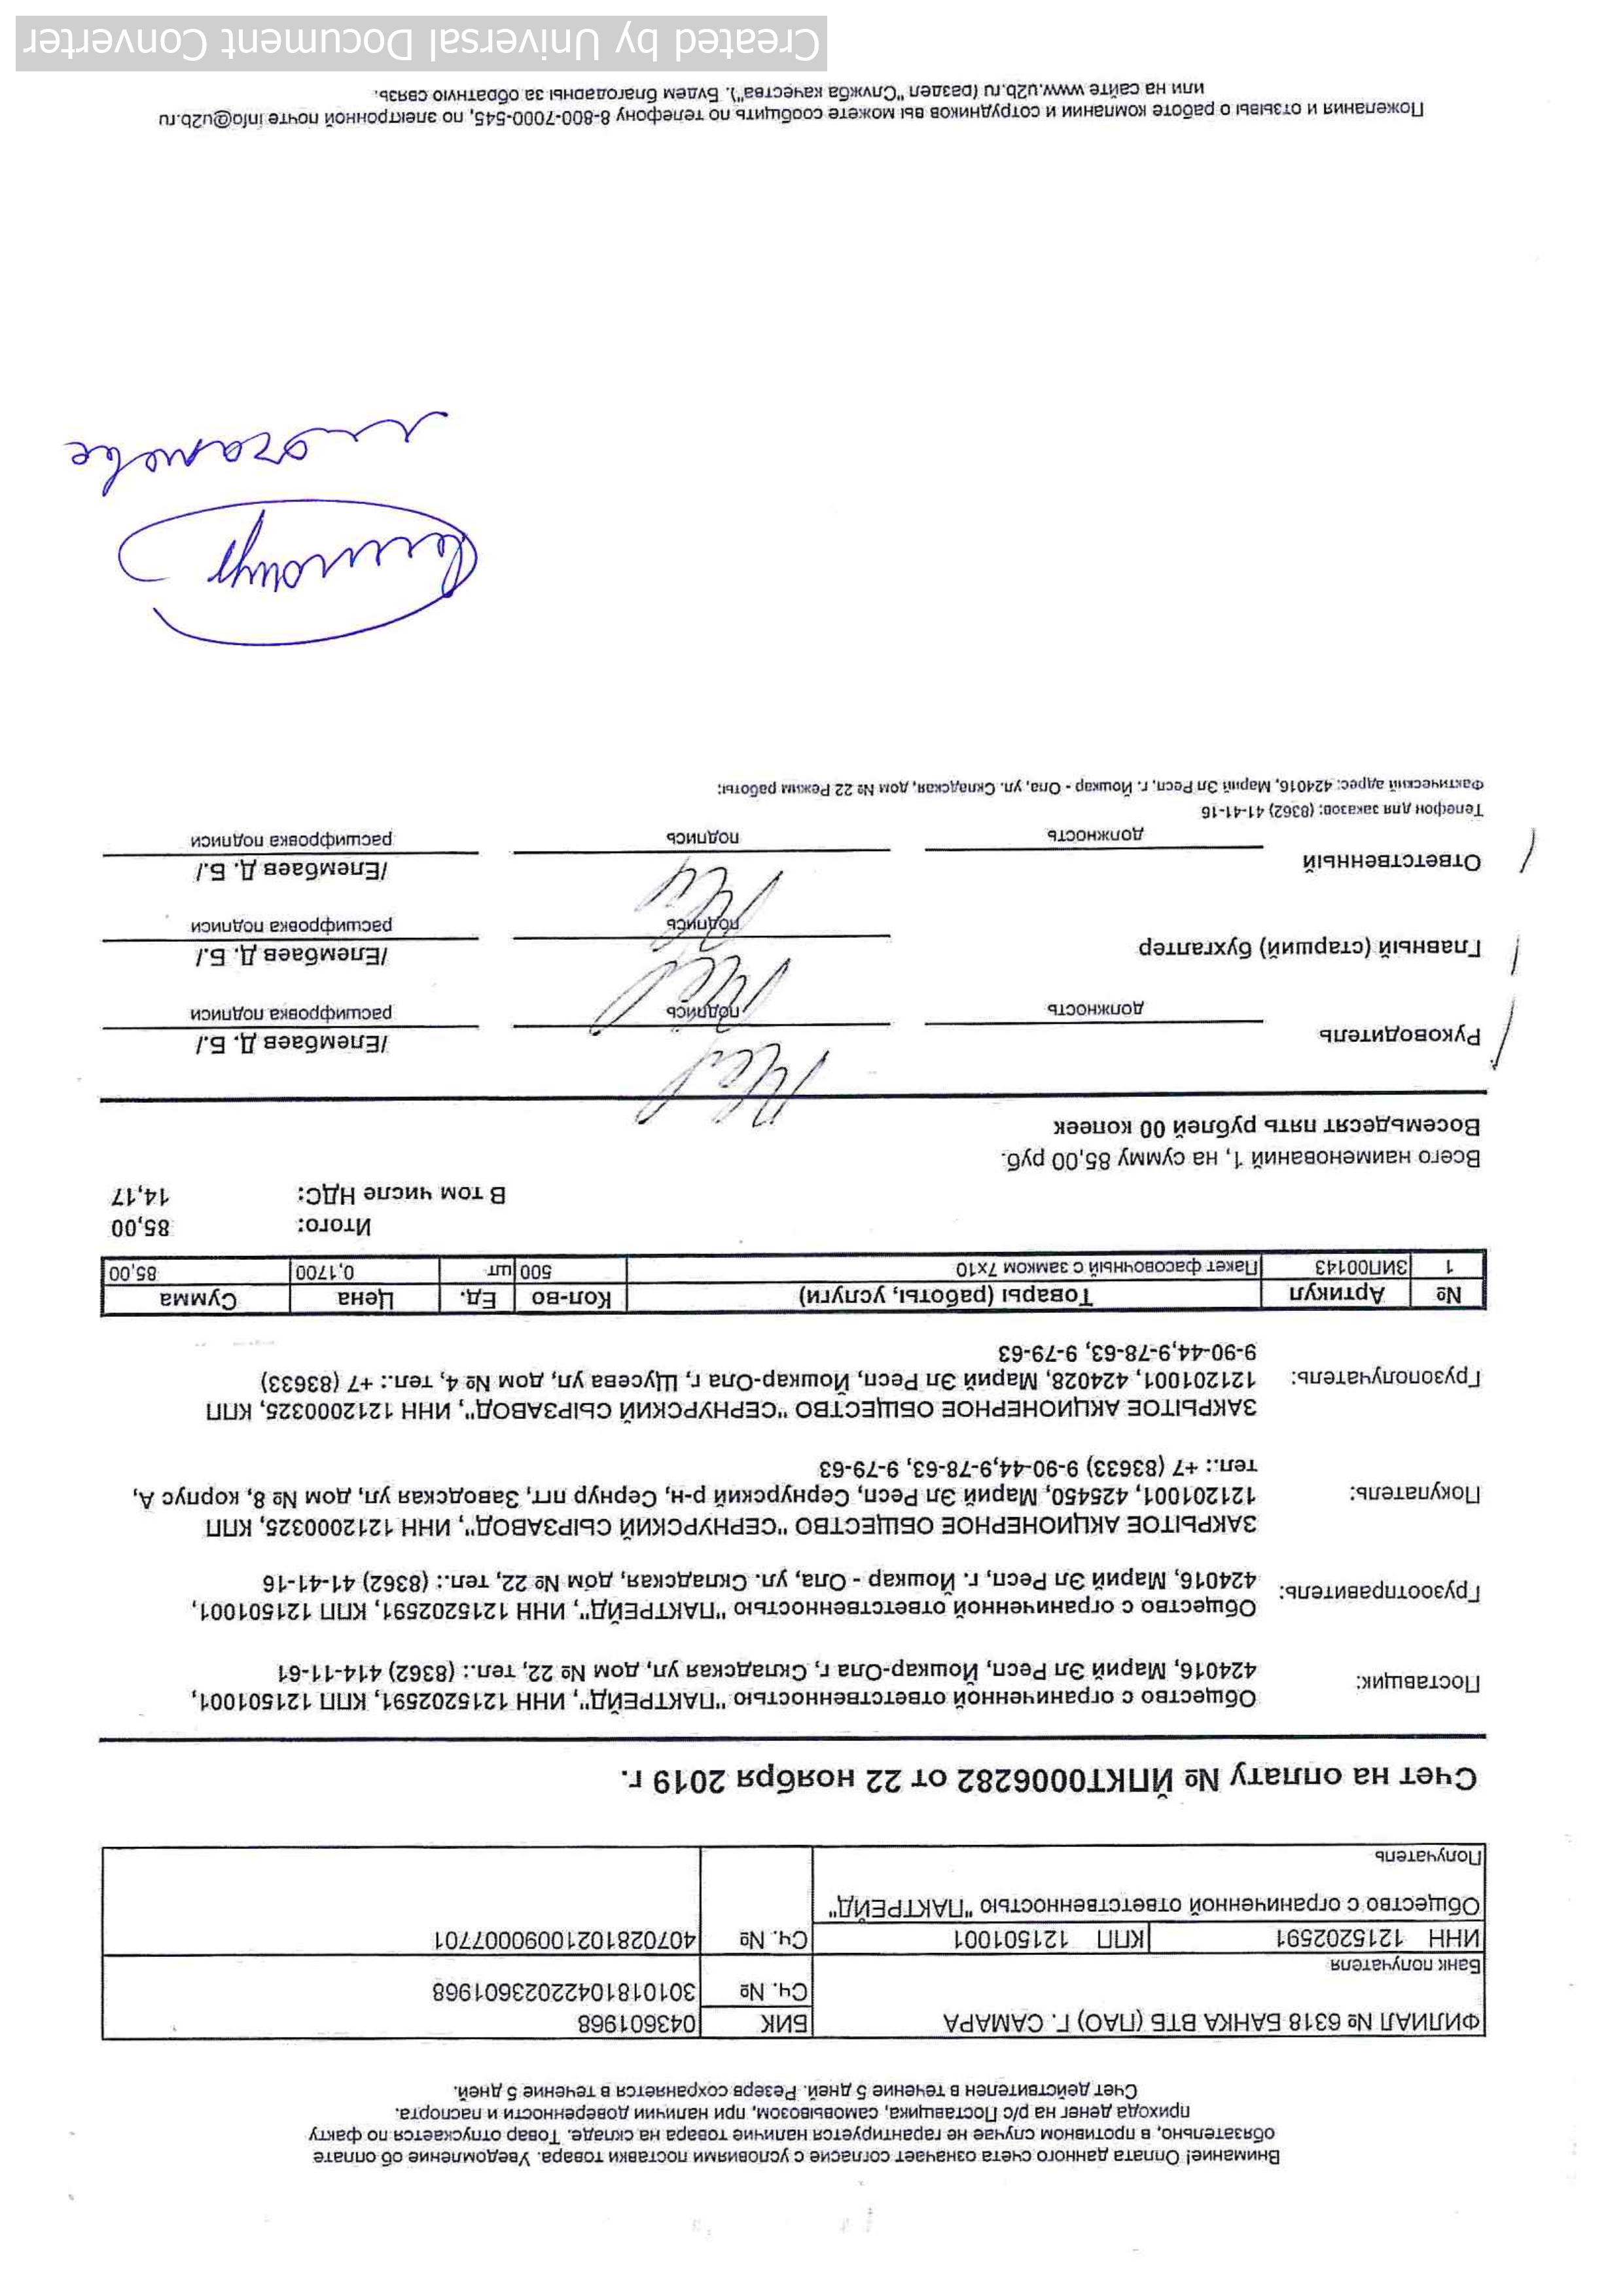 Внимание! Оплата данного счета означает согласие с условиями поставки товара. Уведомление об оплате
обязательно, в противном случае не гарантируется наличие товара на складе. Товар отпускается по факту
прихода денег на р/с Поставщика, самовывозом, при наличии доверенности и паспорта.
Счет действителен в течение 5 дней. Резерв сохраняется в течение 5 дней.
ФИЛИАЛ № 6318 БАНКА ВТБ (ПАО) Г. САМАРА БИК 043601968
Сч. № 30101810422023601968
Банк получателя
ИНН 1215202591 КПП 121501001 Сч. № 40702810210090007701
Общество с ограниченной ответственностью "ПАКТРЕЙД"
Получатель
Счет на оплату № ЙПКТ0006282 от 22 ноября 2019 г.
Поставщик: Общество с ограниченной ответственностью "ПАКТРЕЙД", ИНН 1215202591, КПП 121501001,
424016, Марий Эл Респ, Йошкар-Ола г, Складская ул, дом № 22, тел.: (8362) 414-11-61
Грузоотправитель: Общество с ограниченной ответственностью "ПАКТРЕЙД", ИНН 1215202591, КПП 121501001,
424016, Марий Эл Респ, г. Йошкар - Ола, ул. Складская, дом № 22, тел.: (8362) 41-41-16
Покупатель: ЗАКРЫТОЕ АКЦИОНЕРНОЕ ОБЩЕСТВО "СЕРНУРСКИЙ СЫРЗАВОД", ИНН 1212000325, КПП
121201001, 425450, Марий Эл Респ, Сернурский р-н, Сернур пгт, Заводская ул, дом № 8, корпус А,
тел.: +7 (83633) 9-90-44,9-78-63, 9-79-63
Грузополучатель: ЗАКРЫТОЕ АКЦИОНЕРНОЕ ОБЩЕСТВО "СЕРНУРСКИЙ СЫРЗАВОД", ИНН 1212000325, КПП
121201001, 424028, Марий Эл Респ, Йошкар-Ола г, Щусева ул, дом № 4, тел.: +7 (83633)
9-90-44,9-78-63, 9-79-63
№ Артикул Товары (работы, услуги) Кол-во Ед. Цена Сумма
1 ЗИП00143 Пакет фасовочный с замком 7х10 500 шт 0,1700 85,00
Итого: 85,00
В том числе НДС: 14,17
Всего наименований 1, на сумму 85,00 руб.
Восемьдесят пять рублей 00 копеек
Руководитель /Елембаев Д. Б./
должность подпись расшифровка подписи
Главный (старший) бухгалтер /Елембаев Д. Б./
подпись расшифровка подписи
Ответственный /Елембаев Д. Б./
должность подпись расшифровка подписи
Телефон для заказов: (8362) 41-41-16
Фактический адрес: 424016, Марий Эл Респ, г. Йошкар - Ола, ул. Складская, дом № 22 Режим работы:
Пожелания и отзывы о работе компании и сотрудников вы можете сообщить по телефону 8-800-7000-545, по электронной почте info@u2b.ru
или на сайте www.u2b.ru (раздел "Служба качества"). Будем благодарны за обратную связь.
Created by Universal Document Converter